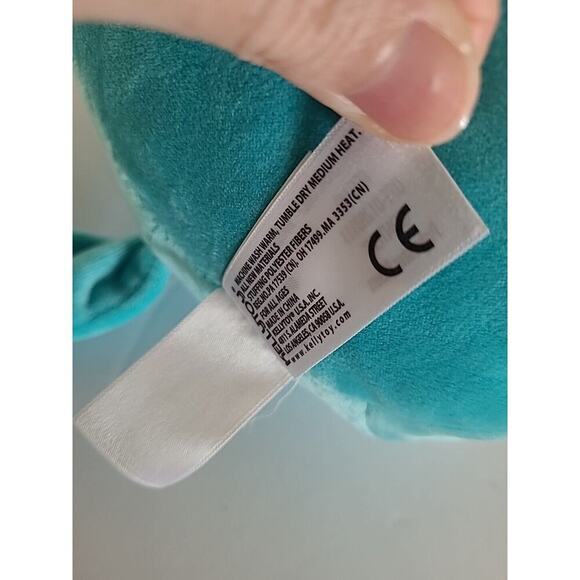 MACHINE WASH WARM, TUMBLE DRY MEDIUM HEAT.
ALL NEW MATERIALS
STUFFING POLYESTER FIBERS
REG.NO.PA 17539 (CN). OH 17499 .MA 3353(CN)
FOR ALL AGES
MADE IN CHINA
KELLYTOY U.S.A.,INC.
4811 S. ALAMEDA STREET
LOS ANGELES, CA 90058 U.S.A.
www.kellytoy.com
CE